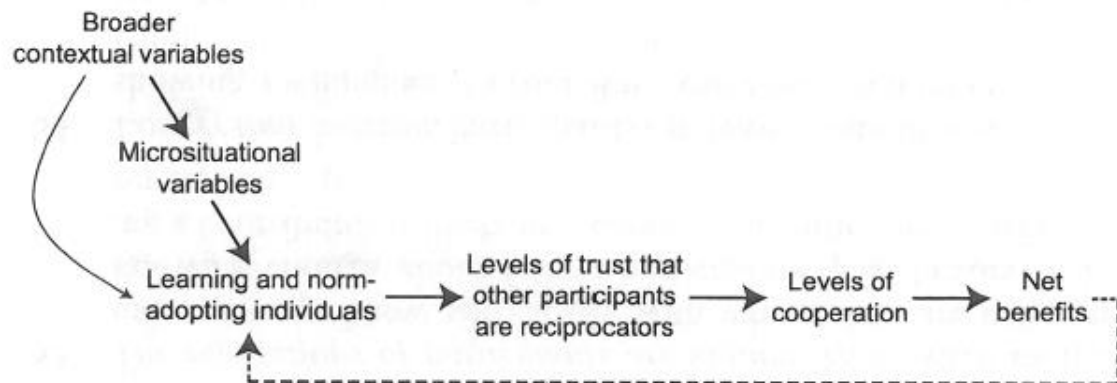 Broader
contextual variables
Microsituational
variables
Learning and norm-
adopting individuals
Levels of trust that
other participants
are reciprocators
Levels of
cooperation
Net
benefits